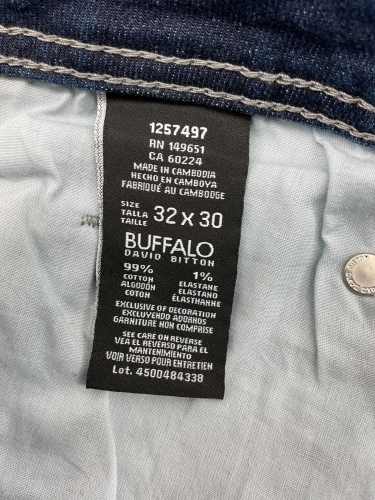 1257497
RN 149651
CA 60224
MADE IN CAMBODIA
HECHO EN CAMBOYA
FABRIQUÉ AU CAMBODGE
SIZE
TALLA 32 x 30
TAILLE
BUFFALO
DAVID BITTON
99% 1%
COTTON ELASTANE
ALGODÓN ELASTANO
COTON ÉLASTHANNE
EXCLUSIVE OF DECORATION
EXCLUYENDO ADORNOS
GARNITURE NON COMPRISE
SEE CARE ON REVERSE
VEA EL REVERSO PARA EL
MANTENIMIENTO
VOIR VERSO POUR ENTRETIEN
Lot. 4500484338